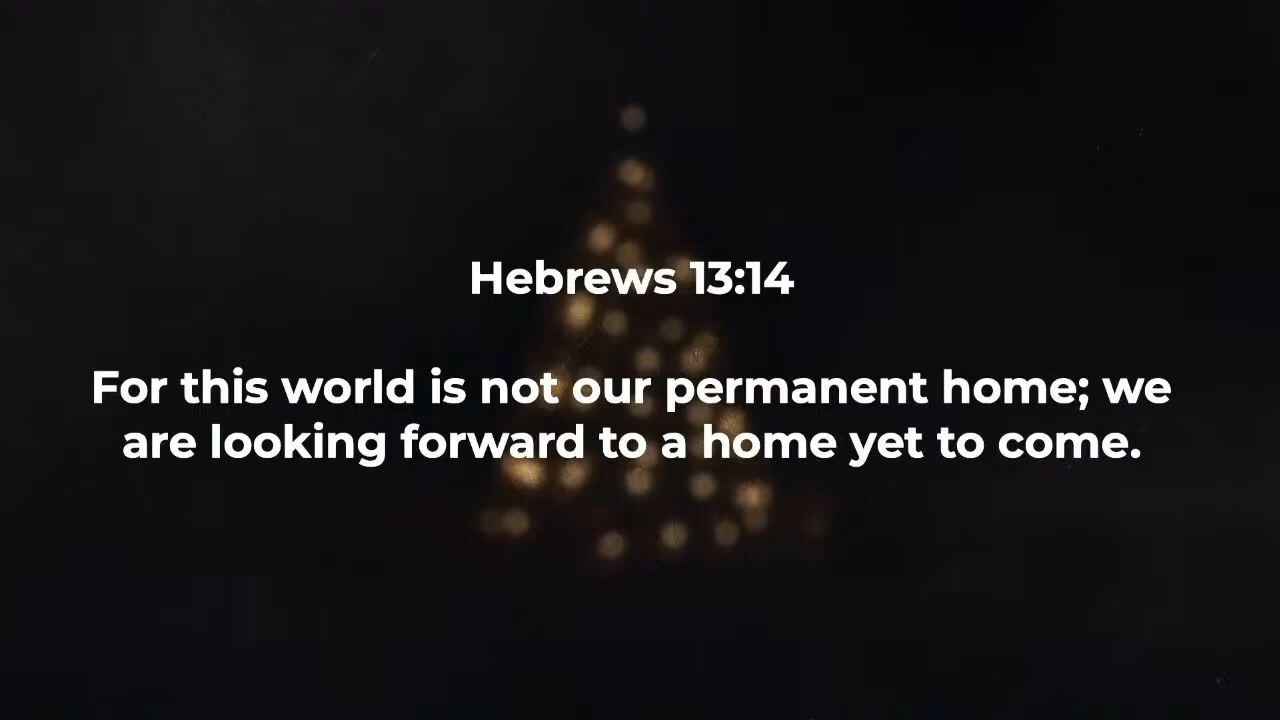 Hebrews 13:14
For this world is not our permanent home; we
are looking forward to a home yet to come.